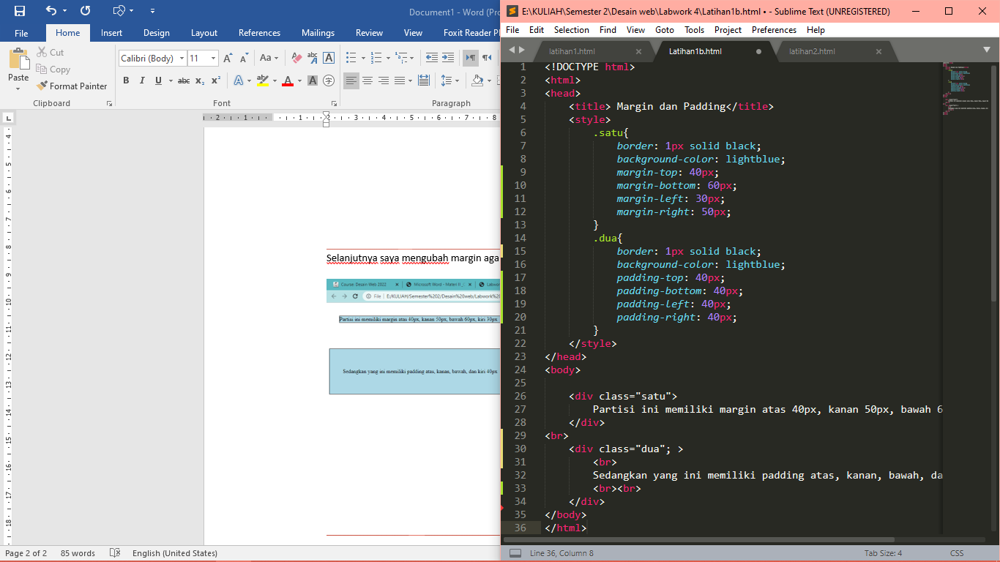 Document1 - Word (Pro
File Home Insert Design Layout References Mailings Review View Foxit Reader P
Cut
Copy
Format Painter
Paste
Calibri (Body) 11
Clipboard Font Paragraph
Selanjutnya saya mengubah margin aga
Course: Desain Web 2022 Microsoft Word - Materi II Labwor
File E:/KULIAH/Semester%202/Desain%20web/Labwork%20
Partisi ini memiliki margin atas 40px, kanan 50px, bawah 60px, kiri 30px
Sedangkan yang ini memiliki padding atas, kanan, bawah, dan kiri 40px
Page 2 of 2 85 words English (United States)
E:\KULIAH\Semester 2\Desain web\Labwork 4\Latihan1b.html • - Sublime Text (UNREGISTERED)
File Edit Selection Find View Goto Tools Project Preferences Help
latihan1.html Latihan1b.html latihan2.html
1 <!DOCTYPE html>
2 <html>
3 <head>
4 <title> Margin dan Padding</title>
5 <style>
6 .satu{
7 border: 1px solid black;
8 background-color: lightblue;
9 margin-top: 40px;
10 margin-bottom: 60px;
11 margin-left: 30px;
12 margin-right: 50px;
13 }
14 .dua{
15 border: 1px solid black;
16 background-color: lightblue;
17 padding-top: 40px;
18 padding-bottom: 40px;
19 padding-left: 40px;
20 padding-right: 40px;
21 }
22 </style>
23 </head>
24 <body>
25
26 <div class="satu">
27 Partisi ini memiliki margin atas 40px, kanan 50px, bawah 6
28 </div>
29 <br>
30 <div class="dua"; >
31 <br>
32 Sedangkan yang ini memiliki padding atas, kanan, bawah, da
33 <br><br>
34 </div>
35 </body>
36 </html>
Line 36, Column 8 Tab Size: 4 CSS